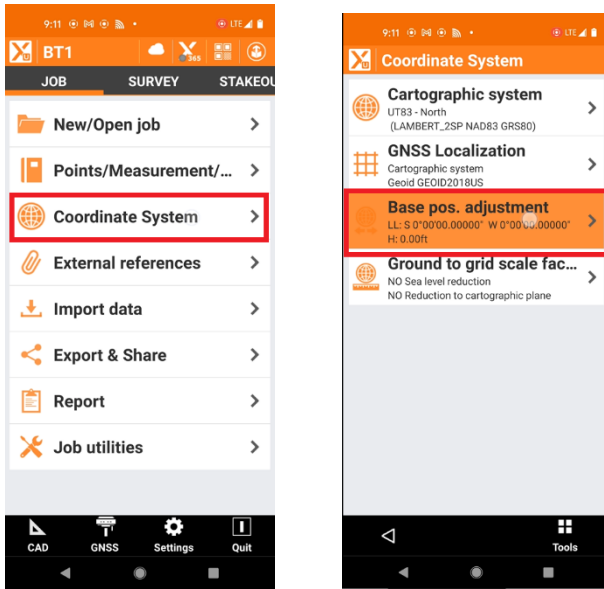 9:11
LTE
Xu BT1
X365
JOB SURVEY STAKEOU
New/Open job
Points/Measurement/...
Coordinate System
External references
Import data
Export & Share
Report
Job utilities
CAD GNSS Settings Quit
9:11
LTE
Xu Coordinate System
Cartographic system
UT83 - North
(LAMBERT_2SP NAD83 GRS80)
GNSS Localization
Cartographic system
Geoid GEOID2018US
Base pos. adjustment
LL: S 0°00'00.00000" W 0°00'00.00000"
H: 0.00ft
Ground to grid scale fac...
NO Sea level reduction
NO Reduction to cartographic plane
Tools